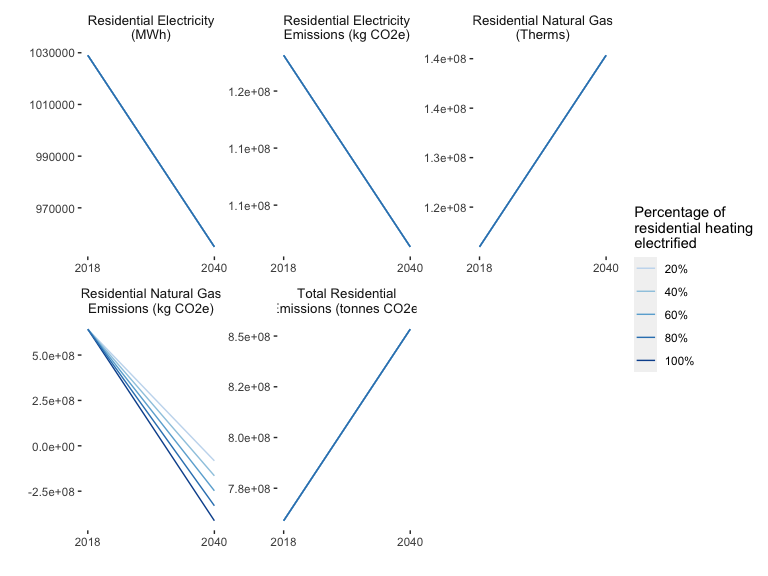 Residential Electricity
(MWh)
Residential Electricity
Emissions (kg CO2e)
Residential Natural Gas
(Therms)
1030000
1010000
990000
970000
2018
2040
1.2e+08
1.1e+08
1.1e+08
2018
2040
1.4e+08
1.4e+08
1.3e+08
1.2e+08
2018
2040
Residential Natural Gas
Emissions (kg CO2e)
Total Residential
Emissions (tonnes CO2e
5.0e+08
2.5e+08
0.0e+00
-2.5e+08
2018
2040
8.5e+08
8.2e+08
8.0e+08
7.8e+08
2018
2040
Percentage of
residential heating
electrified
20%
40%
60%
80%
100%